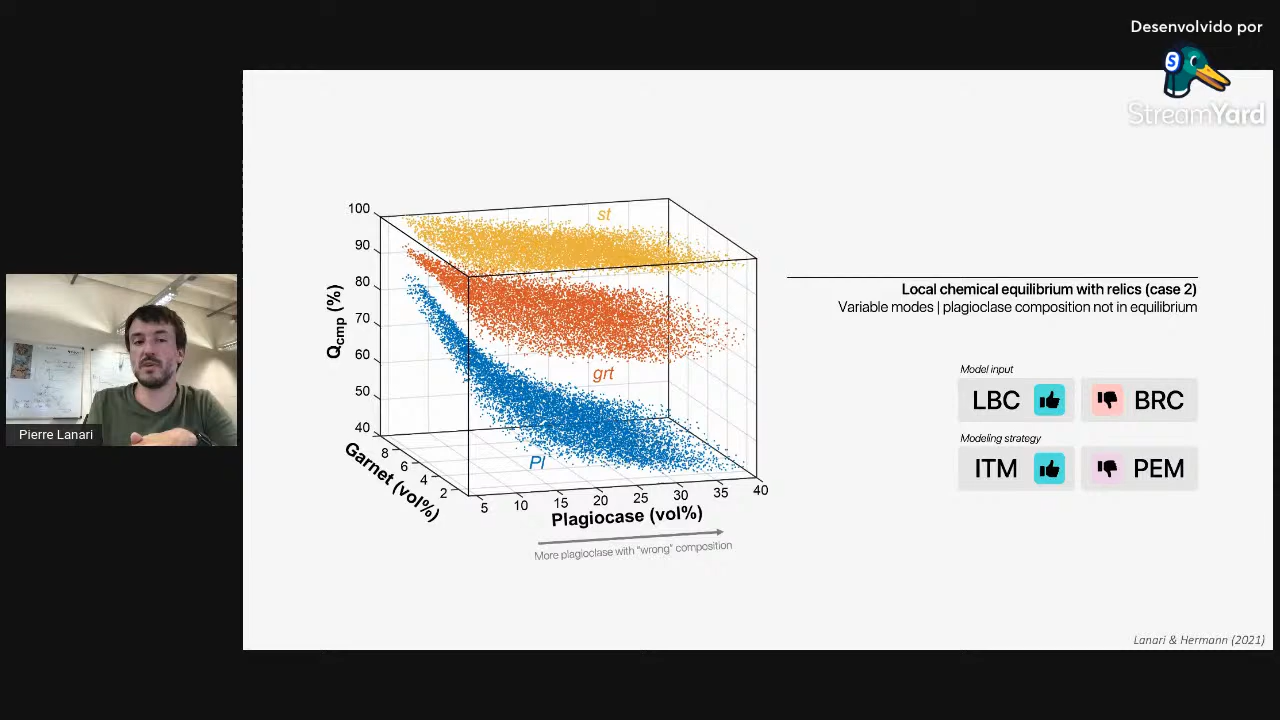 Desenvolvido por
S
StreamYard
100
90
80
70
60
50
40
Qcmp (%)
8
6
4
2
Garnet (vol%)
5
10
15
20
25
30
35
40
Plagiocase (vol%)
st
grt
Pl
More plagioclase with "wrong" composition
Local chemical equilibrium with relics (case 2)
Variable modes | plagioclase composition not in equilibrium
Model input
LBC
BRC
Modeling strategy
ITM
PEM
Pierre Lanari
Lanari & Hermann (2021)